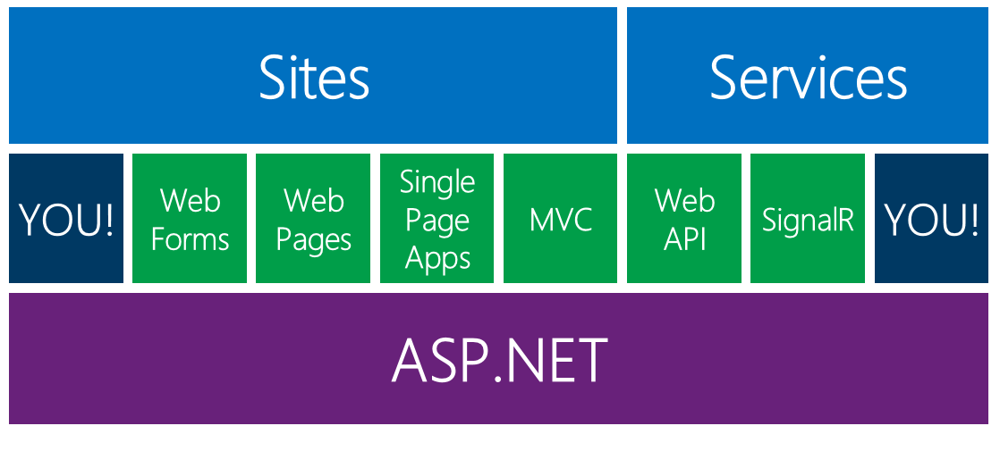 Sites
Services
YOU!
Web
Forms
Web
Pages
Single
Page
Apps
MVC
Web
API
SignalR
YOU!
ASP.NET